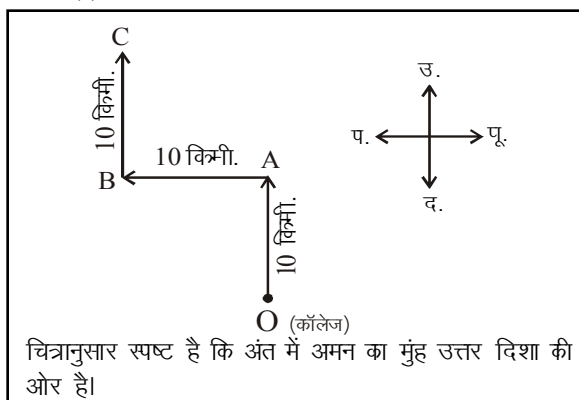 C
उ.
10 किमी.
प.
पू.
10 किमी.
A
B
द.
10 किमी.
O (कॉलेज)
चित्रानुसार स्पष्ट है कि अंत में अमन का मुंह उत्तर दिशा की
ओर है।